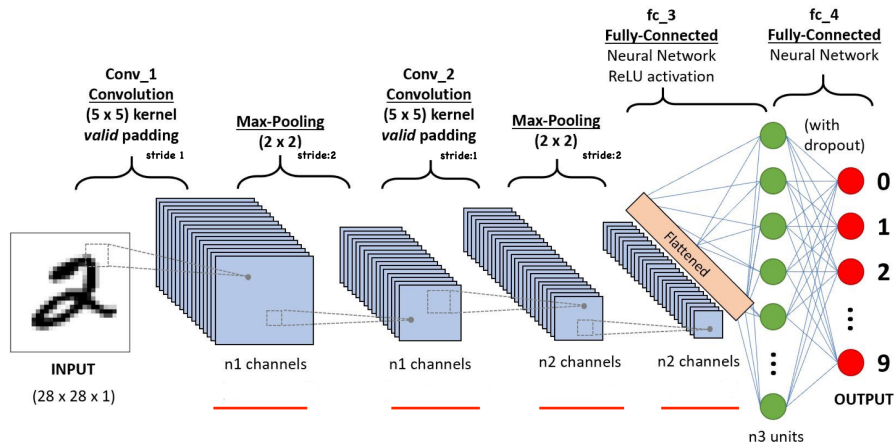 fc_3
Fully-Connected
Neural Network
ReLU activation
fc_4
Fully-Connected
Neural Network
Conv_1
Convolution
(5 x 5) kernel
valid padding
stride 1
Max-Pooling
(2 x 2)
stride:2
Conv_2
Convolution
(5 x 5) kernel
valid padding
stride:1
Max-Pooling
(2 x 2)
stride:2
(with
dropout)
Flattened
0
1
2
9
INPUT
(28 x 28 x 1)
n1 channels
n1 channels
n2 channels
n2 channels
OUTPUT
n3 units